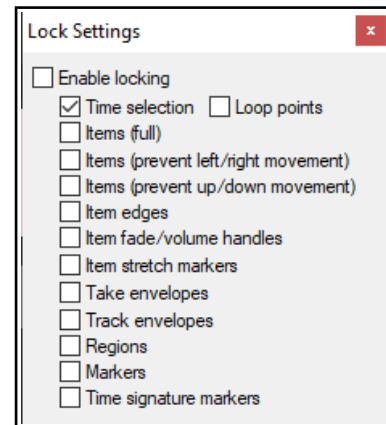 Lock Settings x
Enable locking
Time selection Loop points
Items (full)
Items (prevent left/right movement)
Items (prevent up/down movement)
Item edges
Item fade/volume handles
Item stretch markers
Take envelopes
Track envelopes
Regions
Markers
Time signature markers